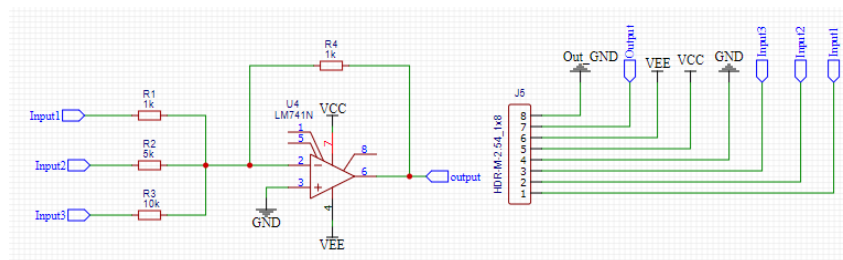 R4
1k
R1
1k
Input1
R2
5k
Input2
R3
10k
Input3
U4
LM741N
VCC
1
5
7
8
2
3
6
4
output
GND
VEE
Out_GND
Output
VEE
VCC
GND
Input3
Input2
Input1
J5
HDR-M-2.54_1x8
8
7
6
5
4
3
2
1